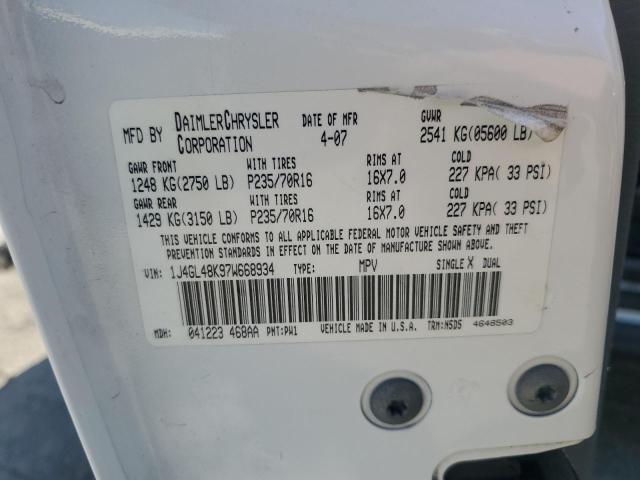 MFD BY DAIMLERCHRYSLER CORPORATION DATE OF MFR 4-07 GVWR 2541 KG(05600 LB)
GAWR FRONT WITH TIRES RIMS AT COLD
1248 KG(2750 LB) P235/70R16 16X7.0 227 KPA( 33 PSI)
GAWR REAR WITH TIRES RIMS AT COLD
1429 KG(3150 LB) P235/70R16 16X7.0 227 KPA( 33 PSI)
THIS VEHICLE CONFORMS TO ALL APPLICABLE FEDERAL MOTOR VEHICLE SAFETY AND THEFT
PREVENTION STANDARDS IN EFFECT ON THE DATE OF MANUFACTURE SHOWN ABOVE.
VIN: 1J4GL48K97W668934 TYPE: MPV SINGLE X DUAL
MDH: 041223 468AA PNT:PW1 VEHICLE MADE IN U.S.A. TRM:N5DS 4648503